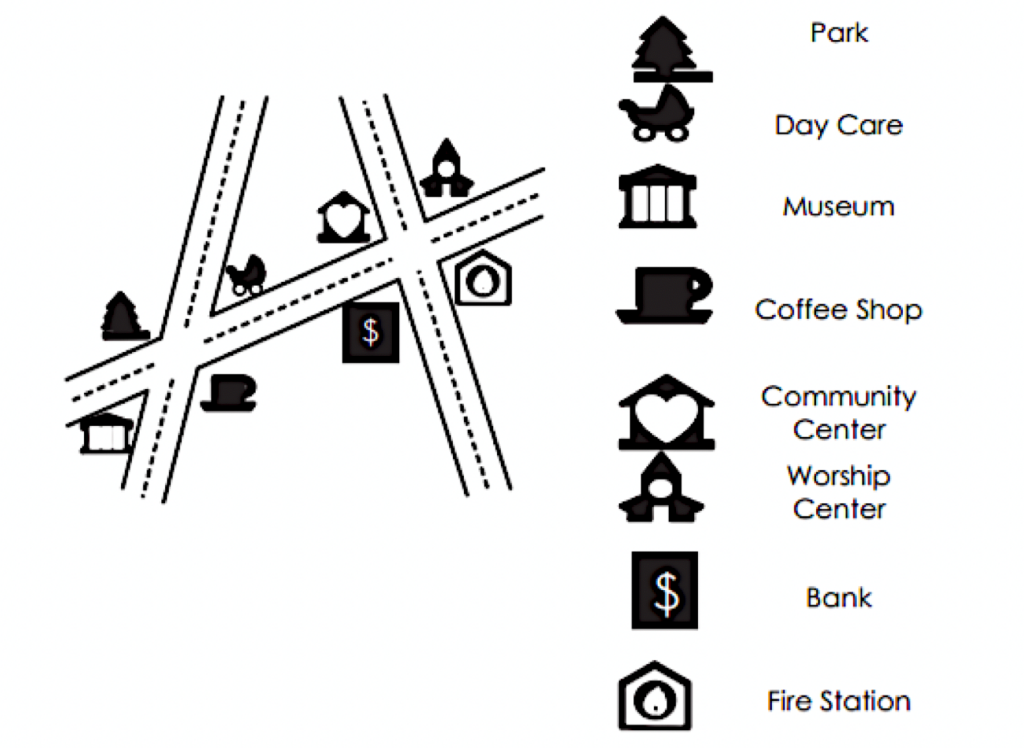 Park
Day Care
Museum
Coffee Shop
Community
Center
Worship
Center
$
Bank
$
Fire Station